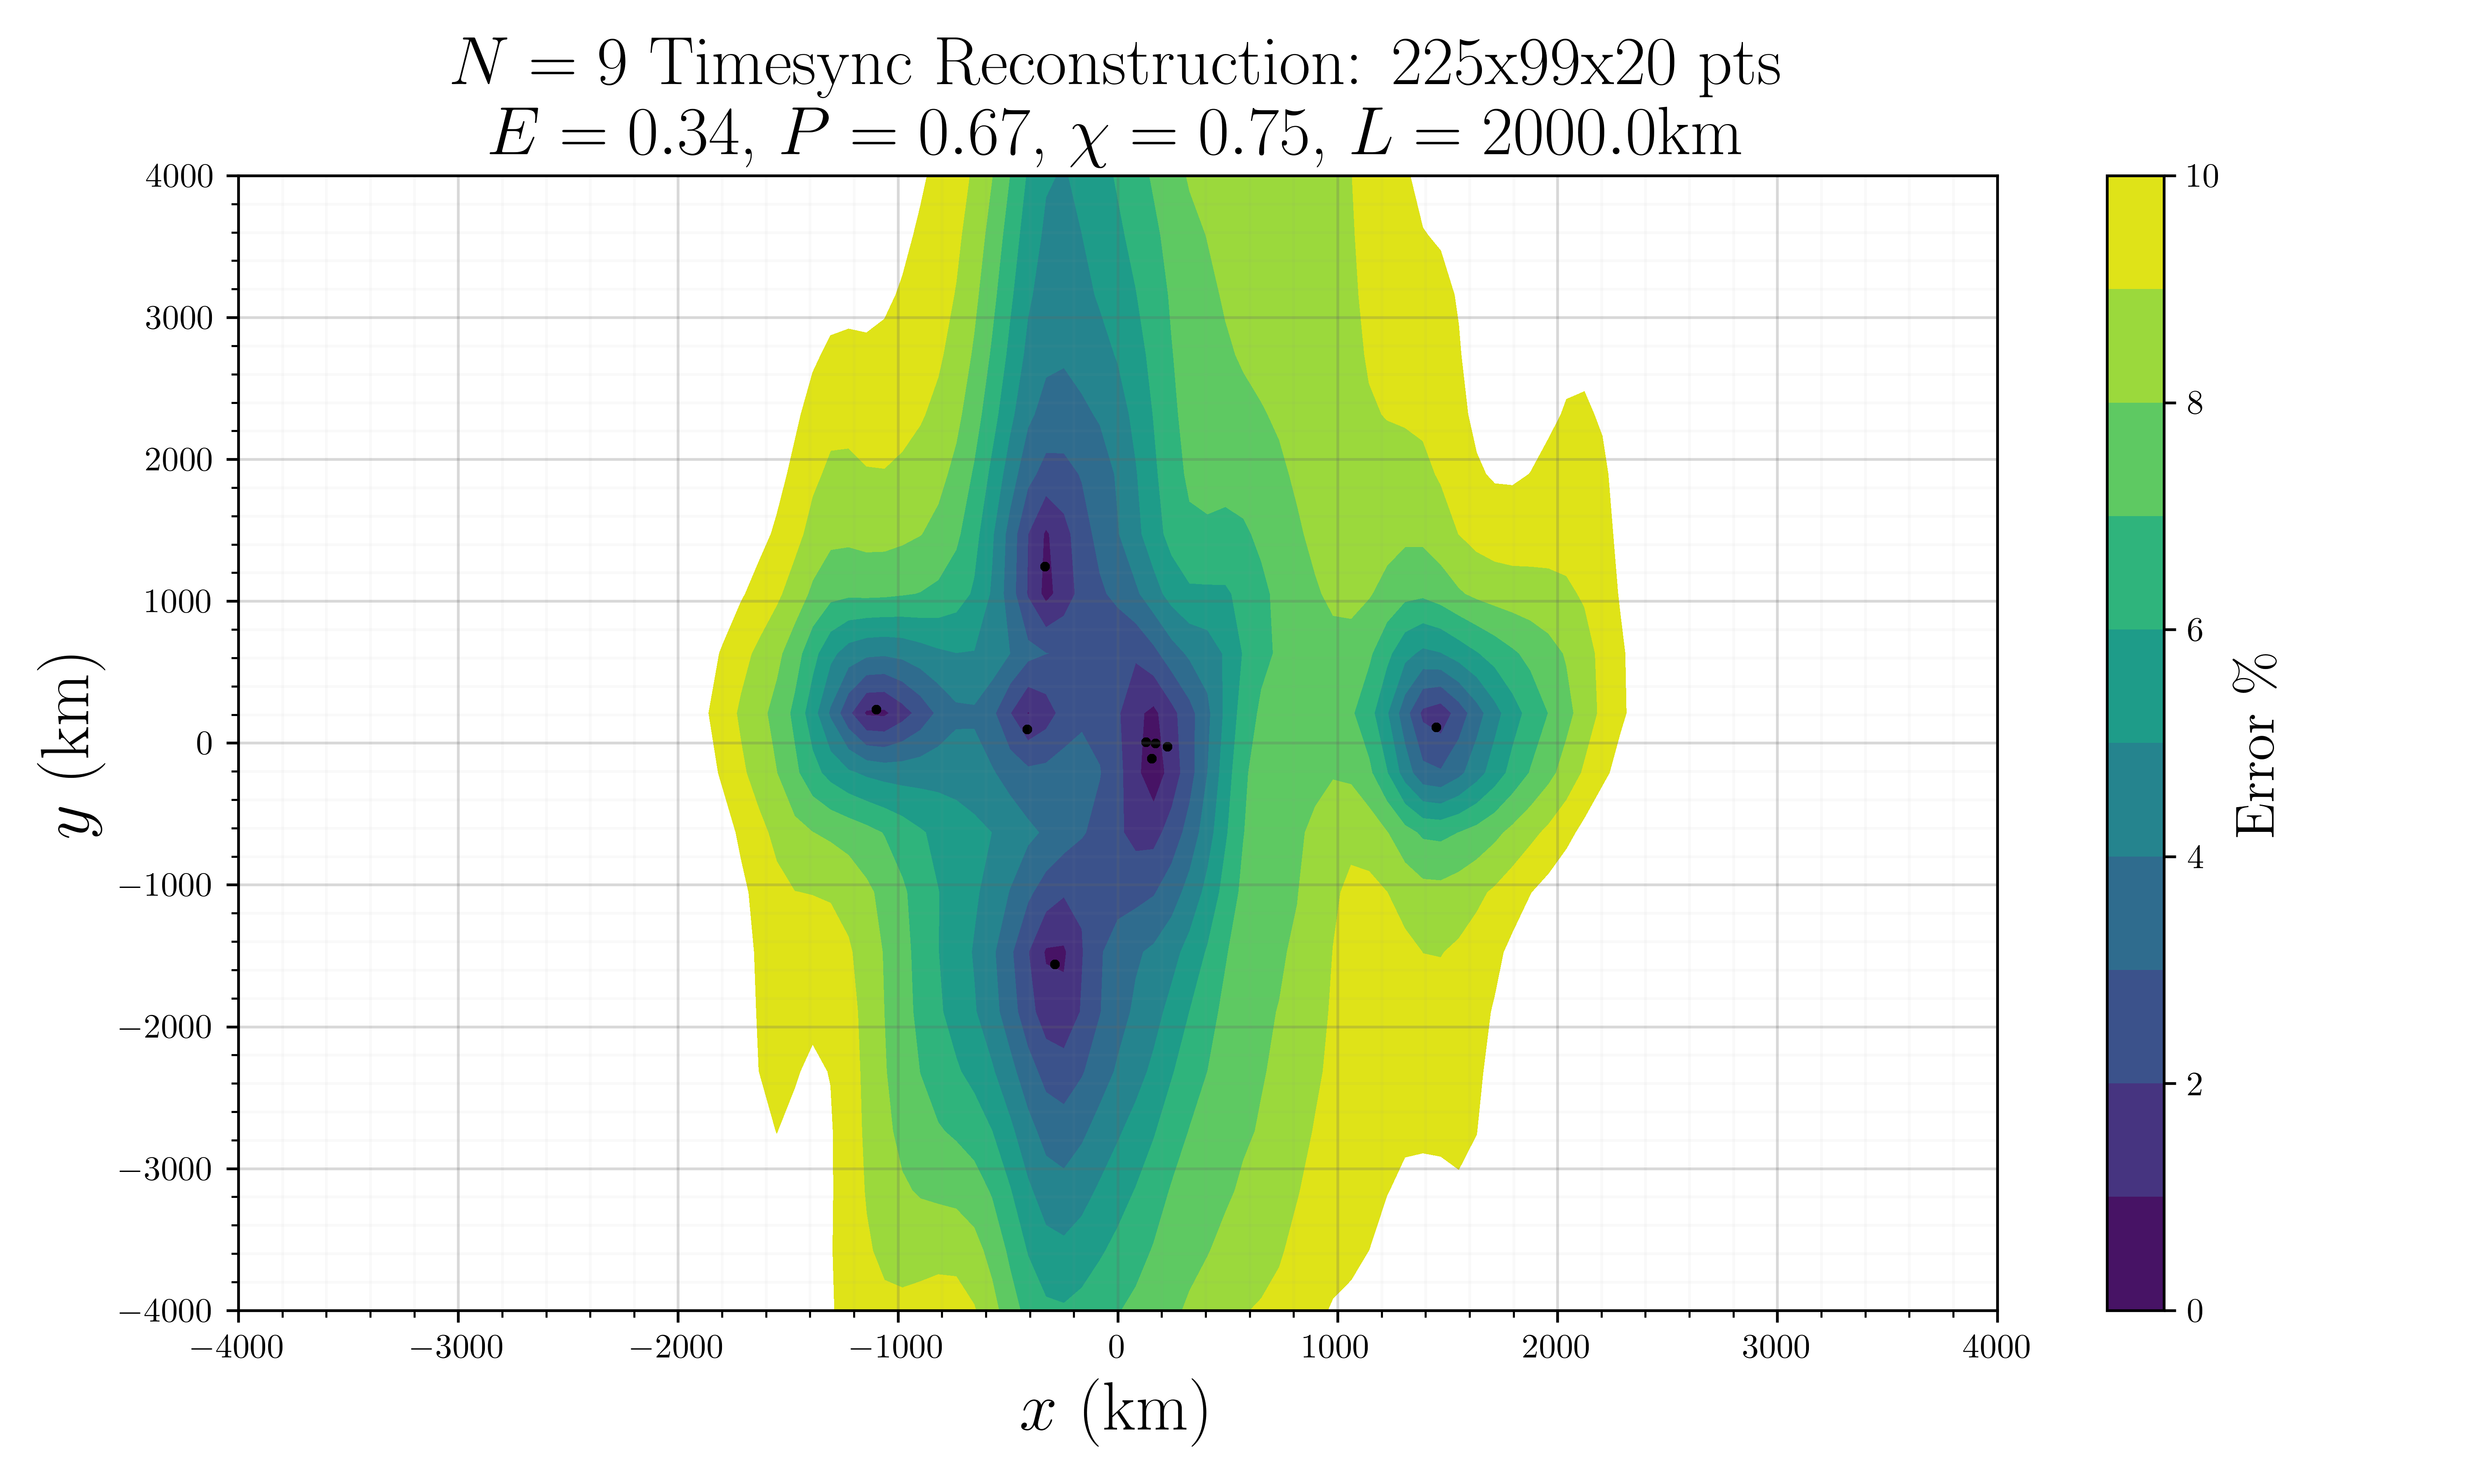 N = 9 Timesync Reconstruction: 225x99x20 pts
E = 0.34, P = 0.67, χ = 0.75, L = 2000.0km
4000
3000
2000
1000
0
−1000
−2000
−3000
−4000
y (km)
−4000 −3000 −2000 −1000 0 1000 2000 3000 4000
x (km)
10
8
6
4
2
0
Error %